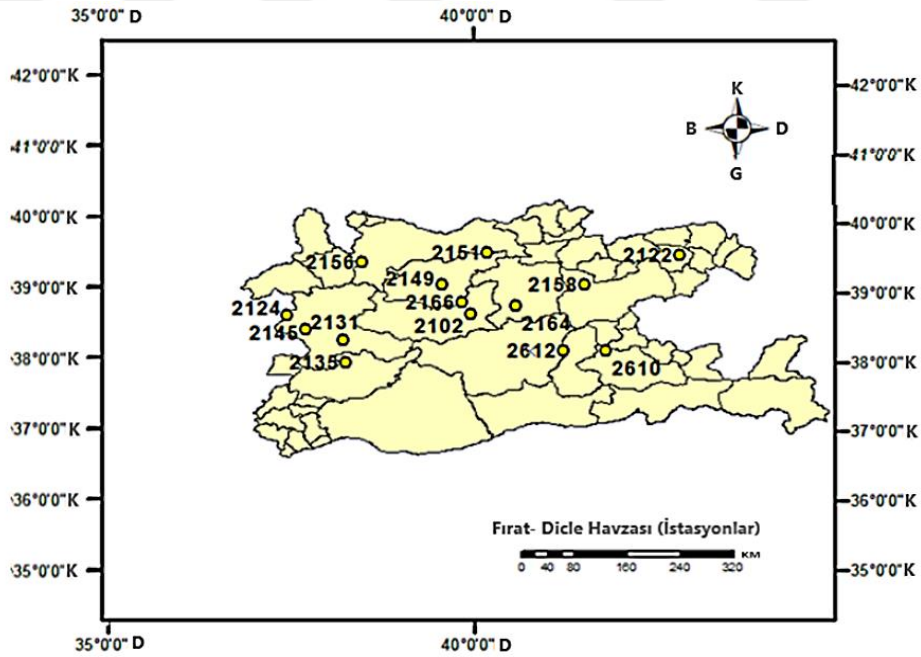 35°0'0" D 40°0'0" D
42°0'0"K 42°0'0"K
K
B D
G
41°0'0"K 41°0'0"K
40°0'0"K 40°0'0"K
2151 2122
2156
2149 2158
39°0'0"K 39°0'0"K
2166
2124 2131 2102 2164
2145
2612
38°0'0"K 2135 2610 38°0'0"K
37°0'0"K 37°0'0"K
36°0'0"K 36°0'0"K
Fırat- Dicle Havzası (İstasyonlar)
KM
0 40 80 160 240 320
35°0'0"K 35°0'0"K
35°0'0" D 40°0'0" D